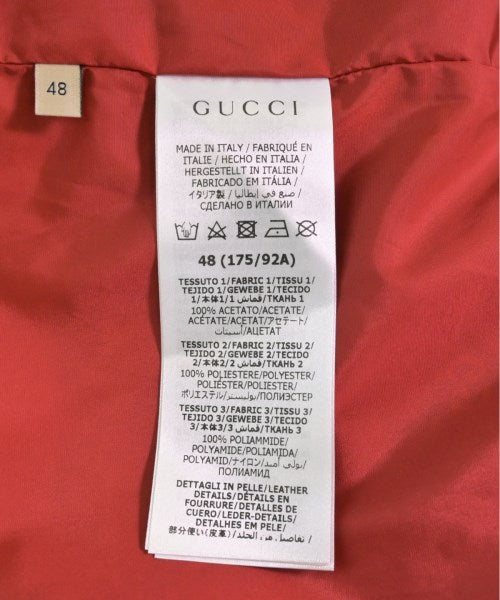 48
GUCCI
MADE IN ITALY / FABRIQUÉ EN
ITALIE / HECHO EN ITALIA/
HERGESTELLT IN ITALIEN /
FABRICADO EM ITÁLIA /
イタリア製 / صنع في إيطاليا /
СДЕЛАНО В ИТАЛИИ
48 (175/92A)
TESSUTO 1/FABRIC 1/TISSU 1/
TEJIDO 1/GEWEBE 1/TECIDO
1/本体1/1 قماش/ТКАНЬ 1
100% ACETATO/ACETATE/
ACÉTATE/ACETAT/アセテート/
أسيتات/АЦЕТАТ
TESSUTO 2/FABRIC 2/TISSU 2/
TEJIDO 2/GEWEBE 2/TECIDO
2/本体2/2 قماش/ТКАНЬ 2
100% POLIESTERE/POLYESTER/
POLIÉSTER/POLYESTER/
ポリエステル/بوليستر/ПОЛИЭСТЕР
TESSUTO 3/FABRIC 3/TISSU 3/
TEJIDO 3/GEWEBE 3/TECIDO
3/本体3/3 قماش/ТКАНЬ 3
100% POLIAMMIDE/
POLYAMIDE/POLIAMIDA/
POLYAMID/ナイロン/بولي أميد/
ПОЛИАМИД
DETTAGLI IN PELLE/LEATHER
DETAILS/DÉTAILS EN
FOURRURE/DETALLES DE
CUERO/LEDER-DETAILS/
DETALHES EM PELE/
部分使い(皮革)/تفاصيل من الجلد/